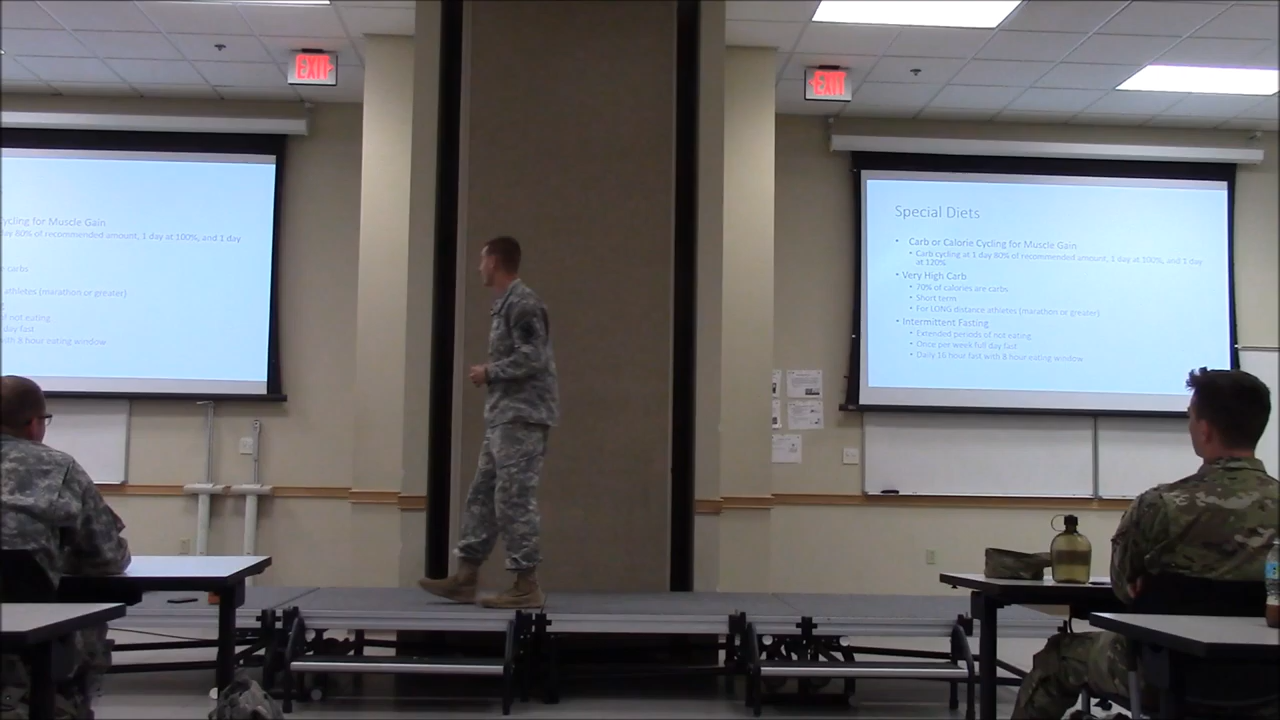 EXIT
EXIT
ycling for Muscle Gain
day 80% of recommended amount, 1 day at 100%, and 1 day
carbs
athletes (marathon or greater)
of not eating
day fast
with 8 hour eating window
Special Diets
• Carb or Calorie Cycling for Muscle Gain
• Carb cycling at 1 day 80% of recommended amount, 1 day at 100%, and 1 day
at 120%
• Very High Carb
• 70% of calories are carbs
• Short term
• For LONG distance athletes (marathon or greater)
• Intermittent Fasting
• Extended periods of not eating
• Once per week full day fast
• Daily 16 hour fast with 8 hour eating window